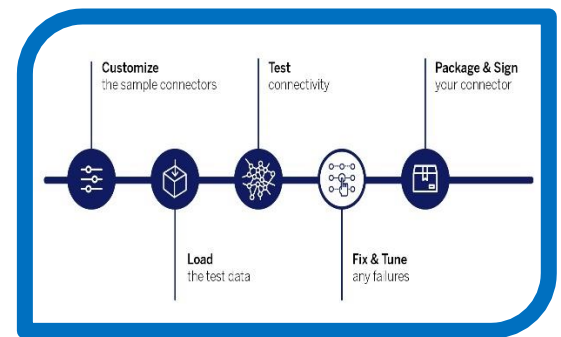 Customize
the sample connectors
Test
connectivity
Package & Sign
your connector
Load
the test data
Fix & Tune
any failures